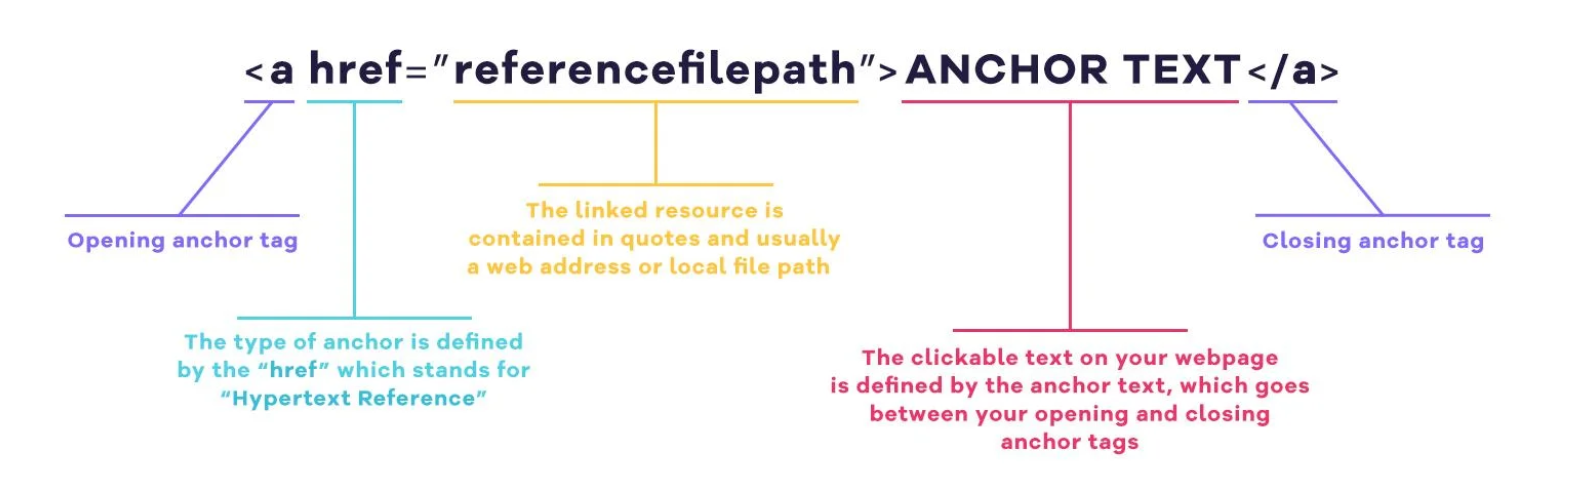 <a href="referencefilepath">ANCHOR TEXT</a>
Opening anchor tag
The type of anchor is defined
by the “href” which stands for
“Hypertext Reference”
The linked resource is
contained in quotes and usually
a web address or local file path
The clickable text on your webpage
is defined by the anchor text, which goes
between your opening and closing
anchor tags
Closing anchor tag